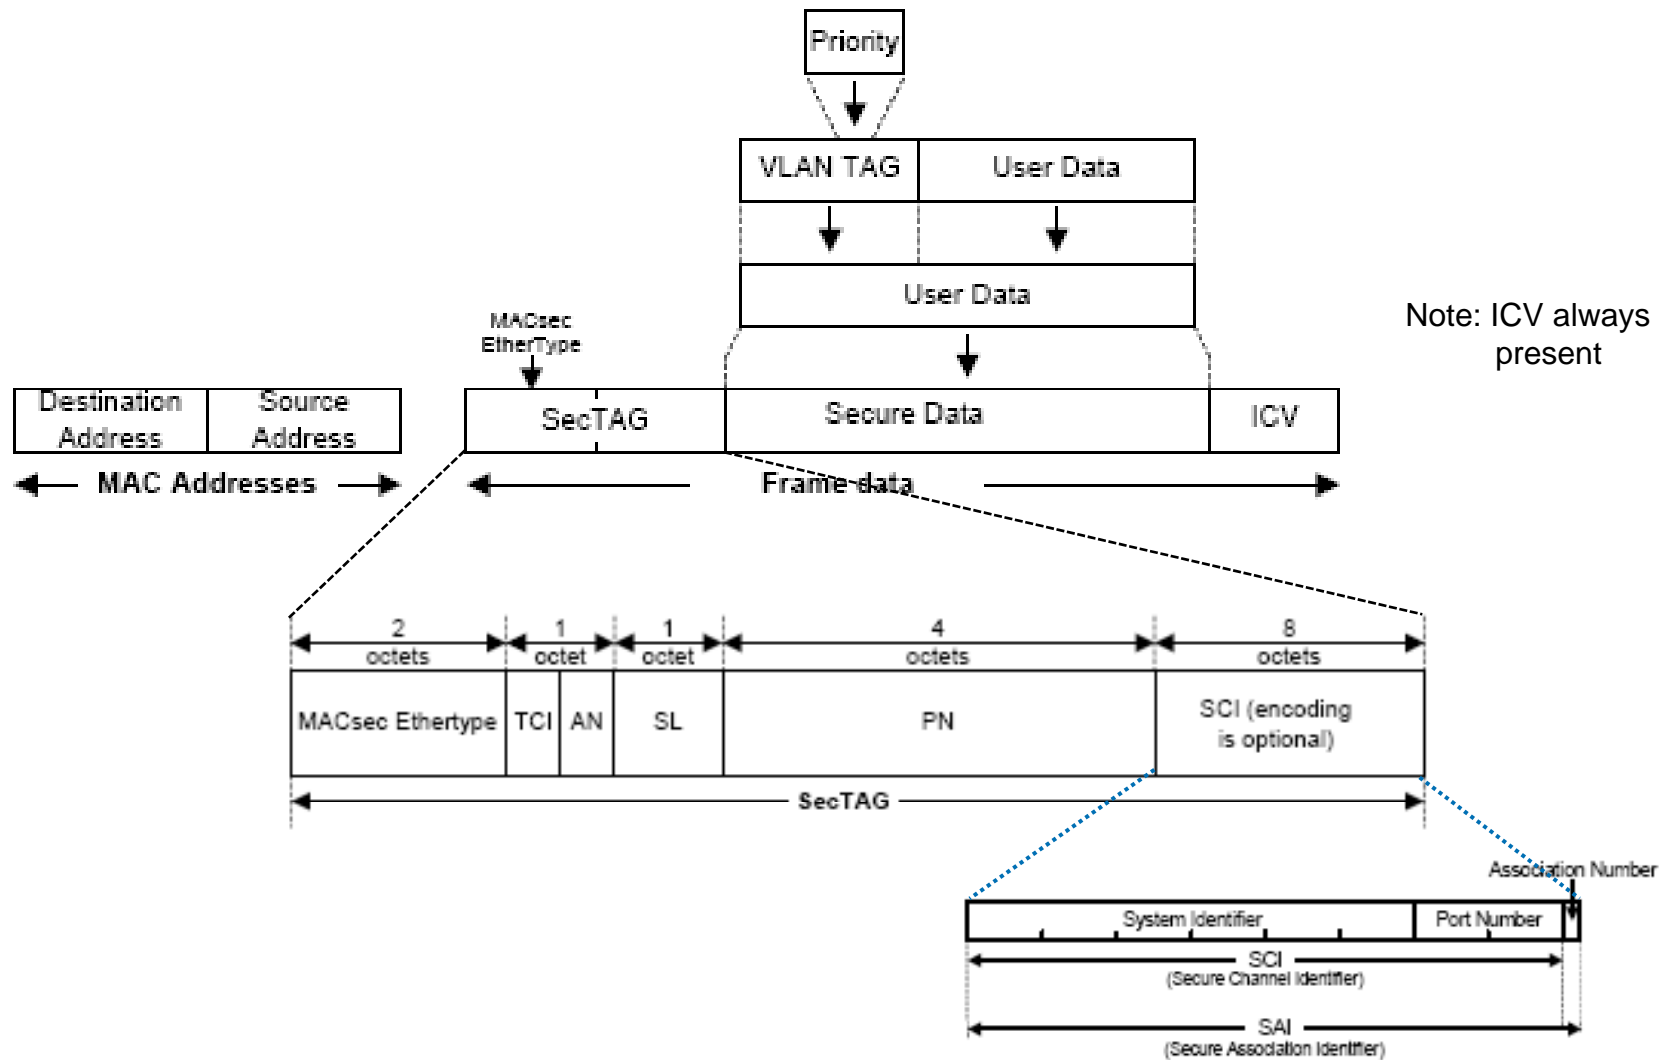 Priority
VLAN TAG
User Data
User Data
Note: ICV always
present
MACsec
EtherType
Destination
Address
Source
Address
SecTAG
Secure Data
ICV
MAC Addresses
Frame data
2
octets
1
octet
1
octet
4
octets
8
octets
MACsec Ethertype
TCI
AN
SL
PN
SCI (encoding
is optional)
SecTAG
Association Number
System Identifier
Port Number
SCI
(Secure Channel Identifier)
SAI
(Secure Association Identifier)